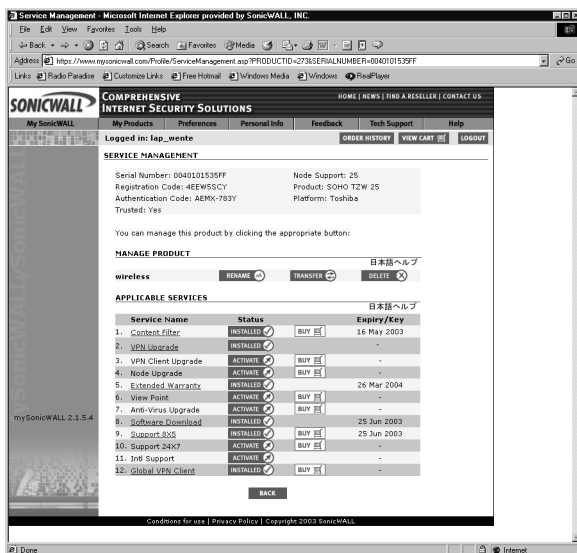 Service Management - Microsoft Internet Explorer provided by SonicWALL, INC.
File Edit View Favorites Tools Help
Back Search Favorites Media
Address https://www.mysonicwall.com/Profile/ServiceManagement.asp?PRODUCTID=273&SERIALNUMBER=0040101535FF Go
Links Radio Paradise Customize Links Free Hotmail Windows Media Windows RealPlayer
SONICWALL
COMPREHENSIVE
INTERNET SECURITY SOLUTIONS
HOME | NEWS | FIND A RESELLER | CONTACT US
My SonicWALL My Products Preferences Personal Info Feedback Tech Support Help
Logged in: lap_wente ORDER HISTORY VIEW CART LOGOUT
SERVICE MANAGEMENT
Serial Number: 0040101535FF Node Support: 25
Registration Code: 4EEW5SCY Product: SOHO TZW 25
Authentication Code: AEMX-783Y Platform: Toshiba
Trusted: Yes
You can manage this product by clicking the appropriate button:
MANAGE PRODUCT
日本語ヘルプ
wireless RENAME TRANSFER DELETE
APPLICABLE SERVICES
日本語ヘルプ
Service Name Status Expiry/Key
1. Content Filter INSTALLED BUY 16 May 2003
2. VPN Upgrade INSTALLED -
3. VPN Client Upgrade ACTIVATE BUY -
4. Node Upgrade ACTIVATE BUY -
5. Extended Warranty INSTALLED 26 Mar 2004
6. View Point ACTIVATE BUY -
7. Anti-Virus Upgrade ACTIVATE BUY -
8. Software Download INSTALLED 25 Jun 2003
9. Support 8X5 INSTALLED BUY 25 Jun 2003
10. Support 24X7 ACTIVATE BUY -
11. Intl Support ACTIVATE -
12. Global VPN Client INSTALLED BUY -
mySonicWALL 2.1.5.4
BACK
Conditions for use | Privacy Policy | Copyright 2003 SonicWALL
Done Internet